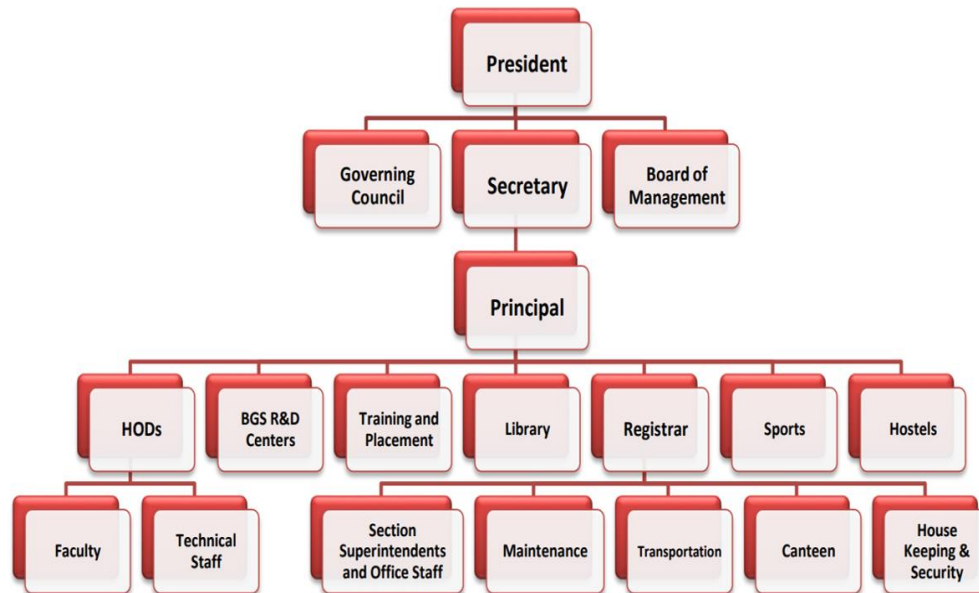 President
Governing
Council
Secretary
Board of
Management
Principal
HODs
BGS R&D
Centers
Training and
Placement
Library
Registrar
Sports
Hostels
Faculty
Technical
Staff
Section
Superintendents
and Office Staff
Maintenance
Transportation
Canteen
House
Keeping &
Security